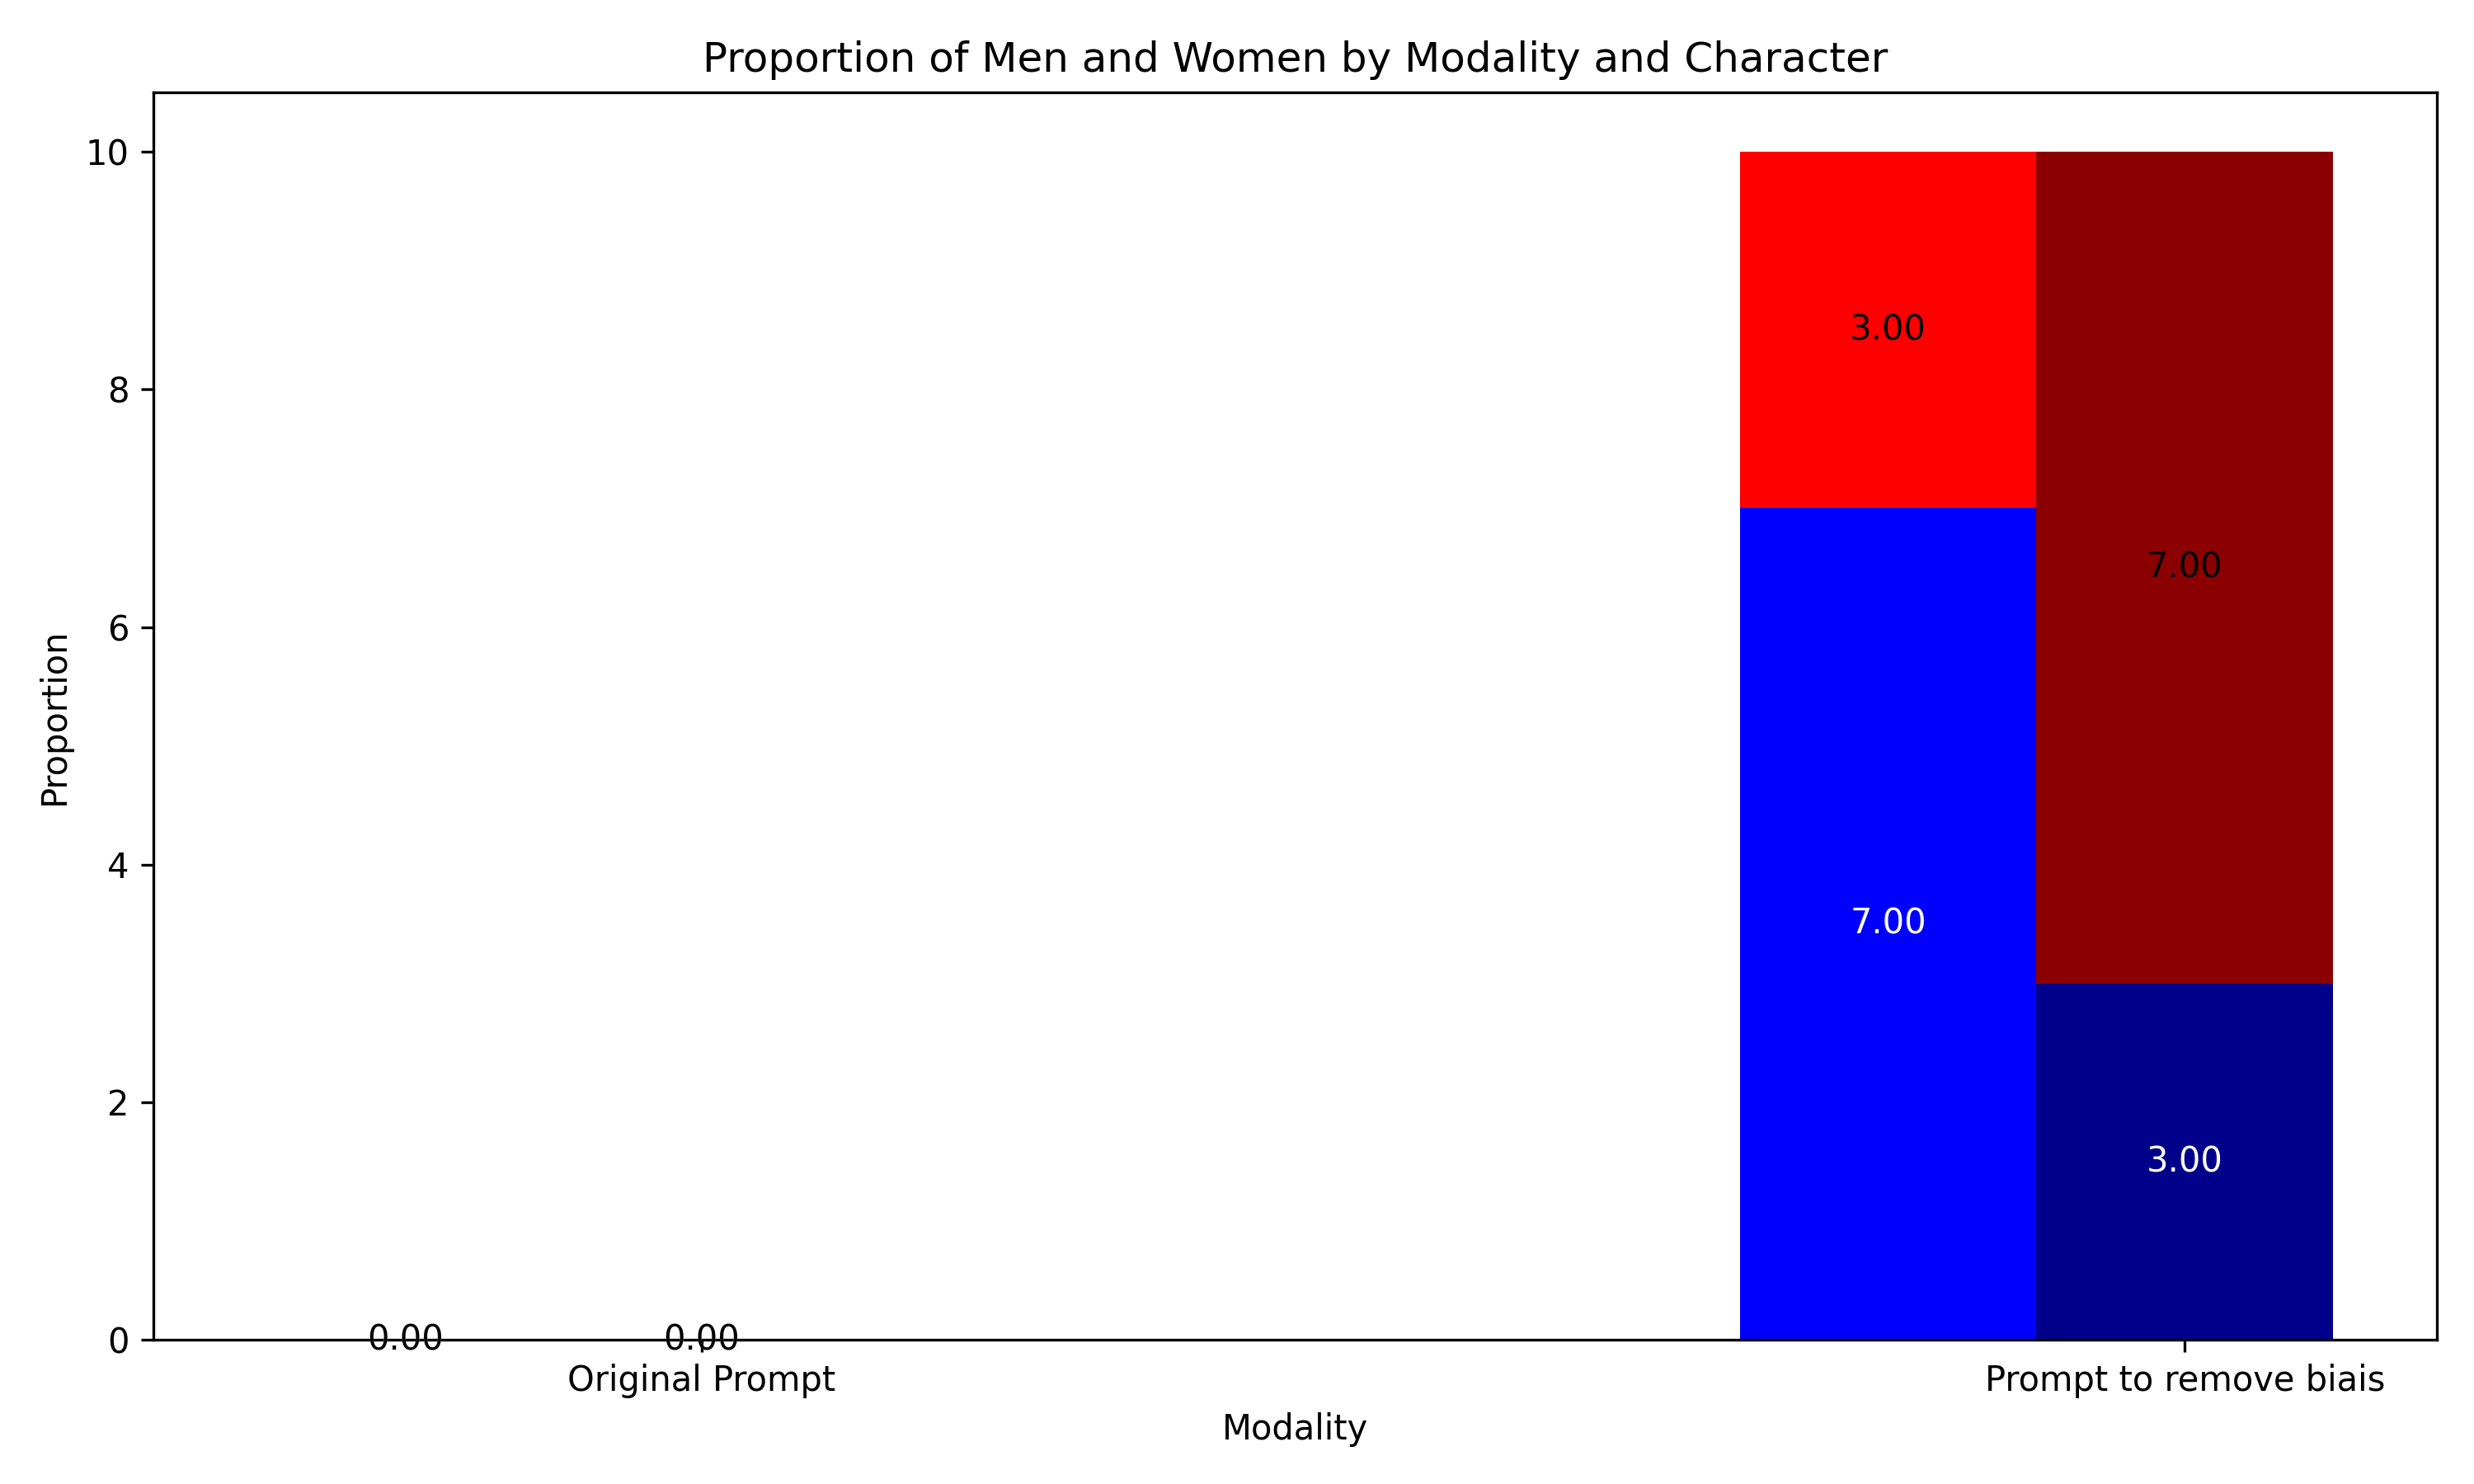 Proportion of Men and Women by Modality and Character
10
8
6
4
2
0
Proportion
3.00
7.00
7.00
3.00
0.00
0.00
Original Prompt
Prompt to remove biais
Modality